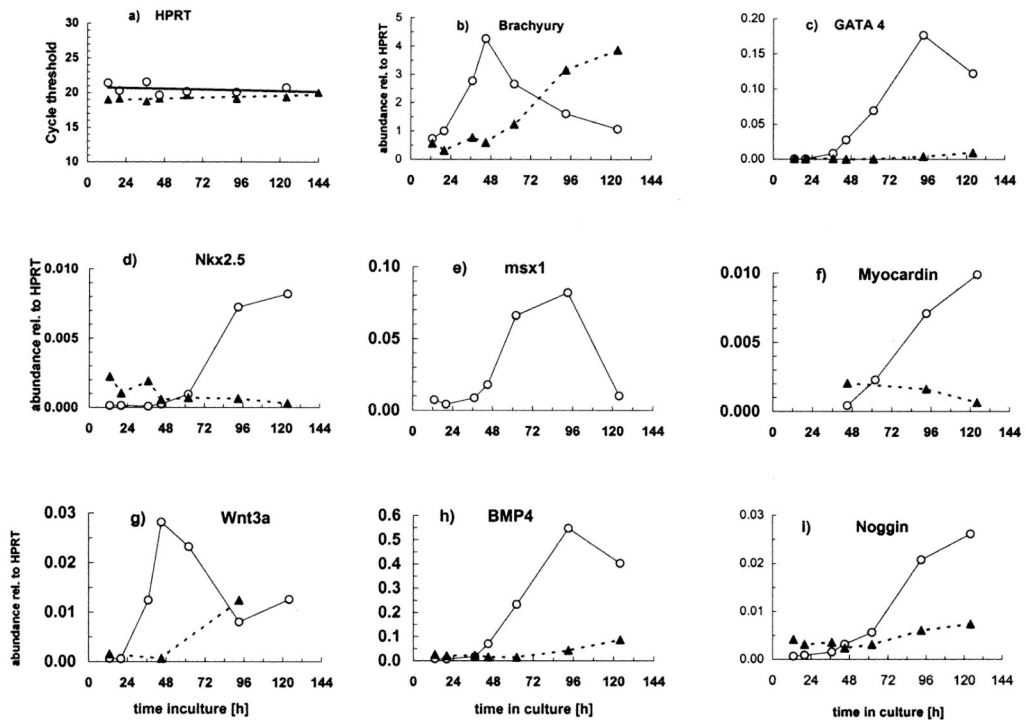 a) HPRT
Cycle threshold
30
25
20
15
10
0 24 48 72 96 120 144
b) Brachyury
abundance rel. to HPRT
5
4
3
2
1
0
0 24 48 72 96 120 144
c) GATA 4
0.20
0.15
0.10
0.05
0.00
0 24 48 72 96 120 144
d) Nkx2.5
abundance rel. to HPRT
0.010
0.005
0.000
0 24 48 72 96 120 144
e) msx1
0.10
0.05
0.00
0 24 48 72 96 120 144
f) Myocardin
0.010
0.005
0.000
0 24 48 72 96 120 144
g) Wnt3a
abundance rel. to HPRT
0.03
0.02
0.01
0.00
0 24 48 72 96 120 144
time inculture [h]
h) BMP4
0.6
0.5
0.4
0.3
0.2
0.1
0.0
0 24 48 72 96 120 144
time in culture [h]
i) Noggin
0.03
0.02
0.01
0.00
0 24 48 72 96 120 144
time in culture [h]